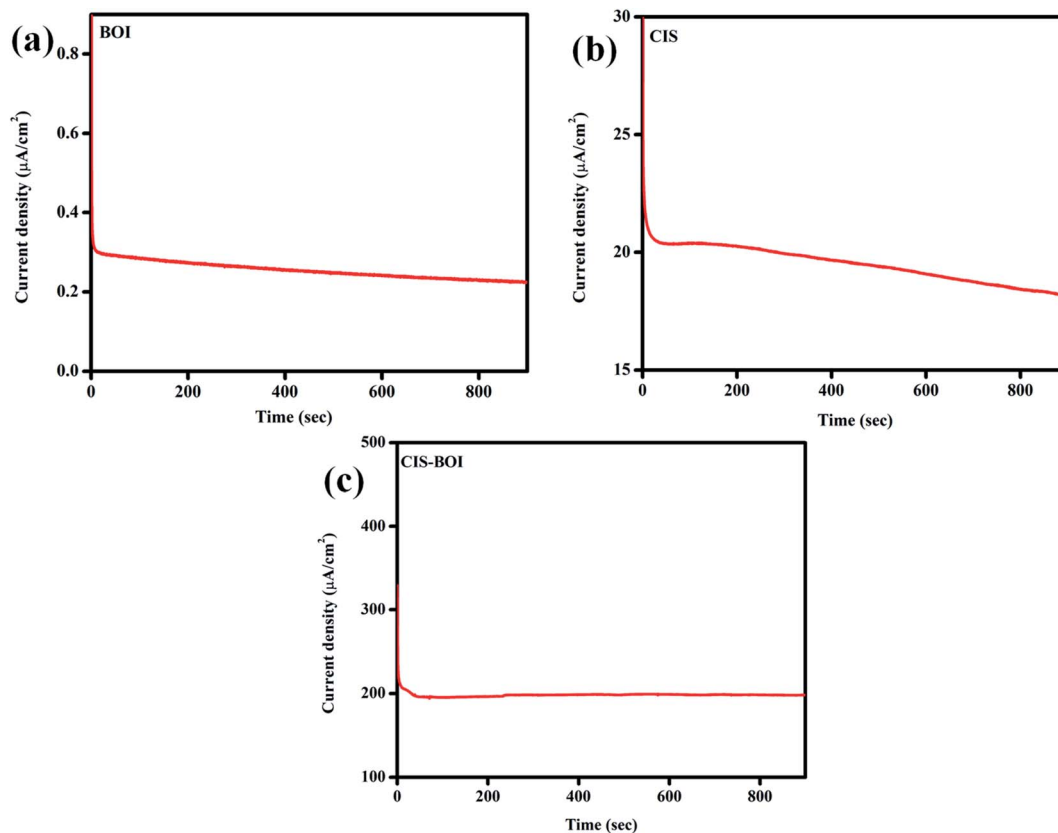 (a)
BOI
0.8
0.6
0.4
0.2
0.0
Current density (μA/cm²)
0 200 400 600 800
Time (sec)
(b)
CIS
30
25
20
15
Current density (μA/cm²)
0 200 400 600 800
Time (sec)
(c)
CIS-BOI
500
400
300
200
100
Current density (μA/cm²)
0 200 400 600 800
Time (sec)